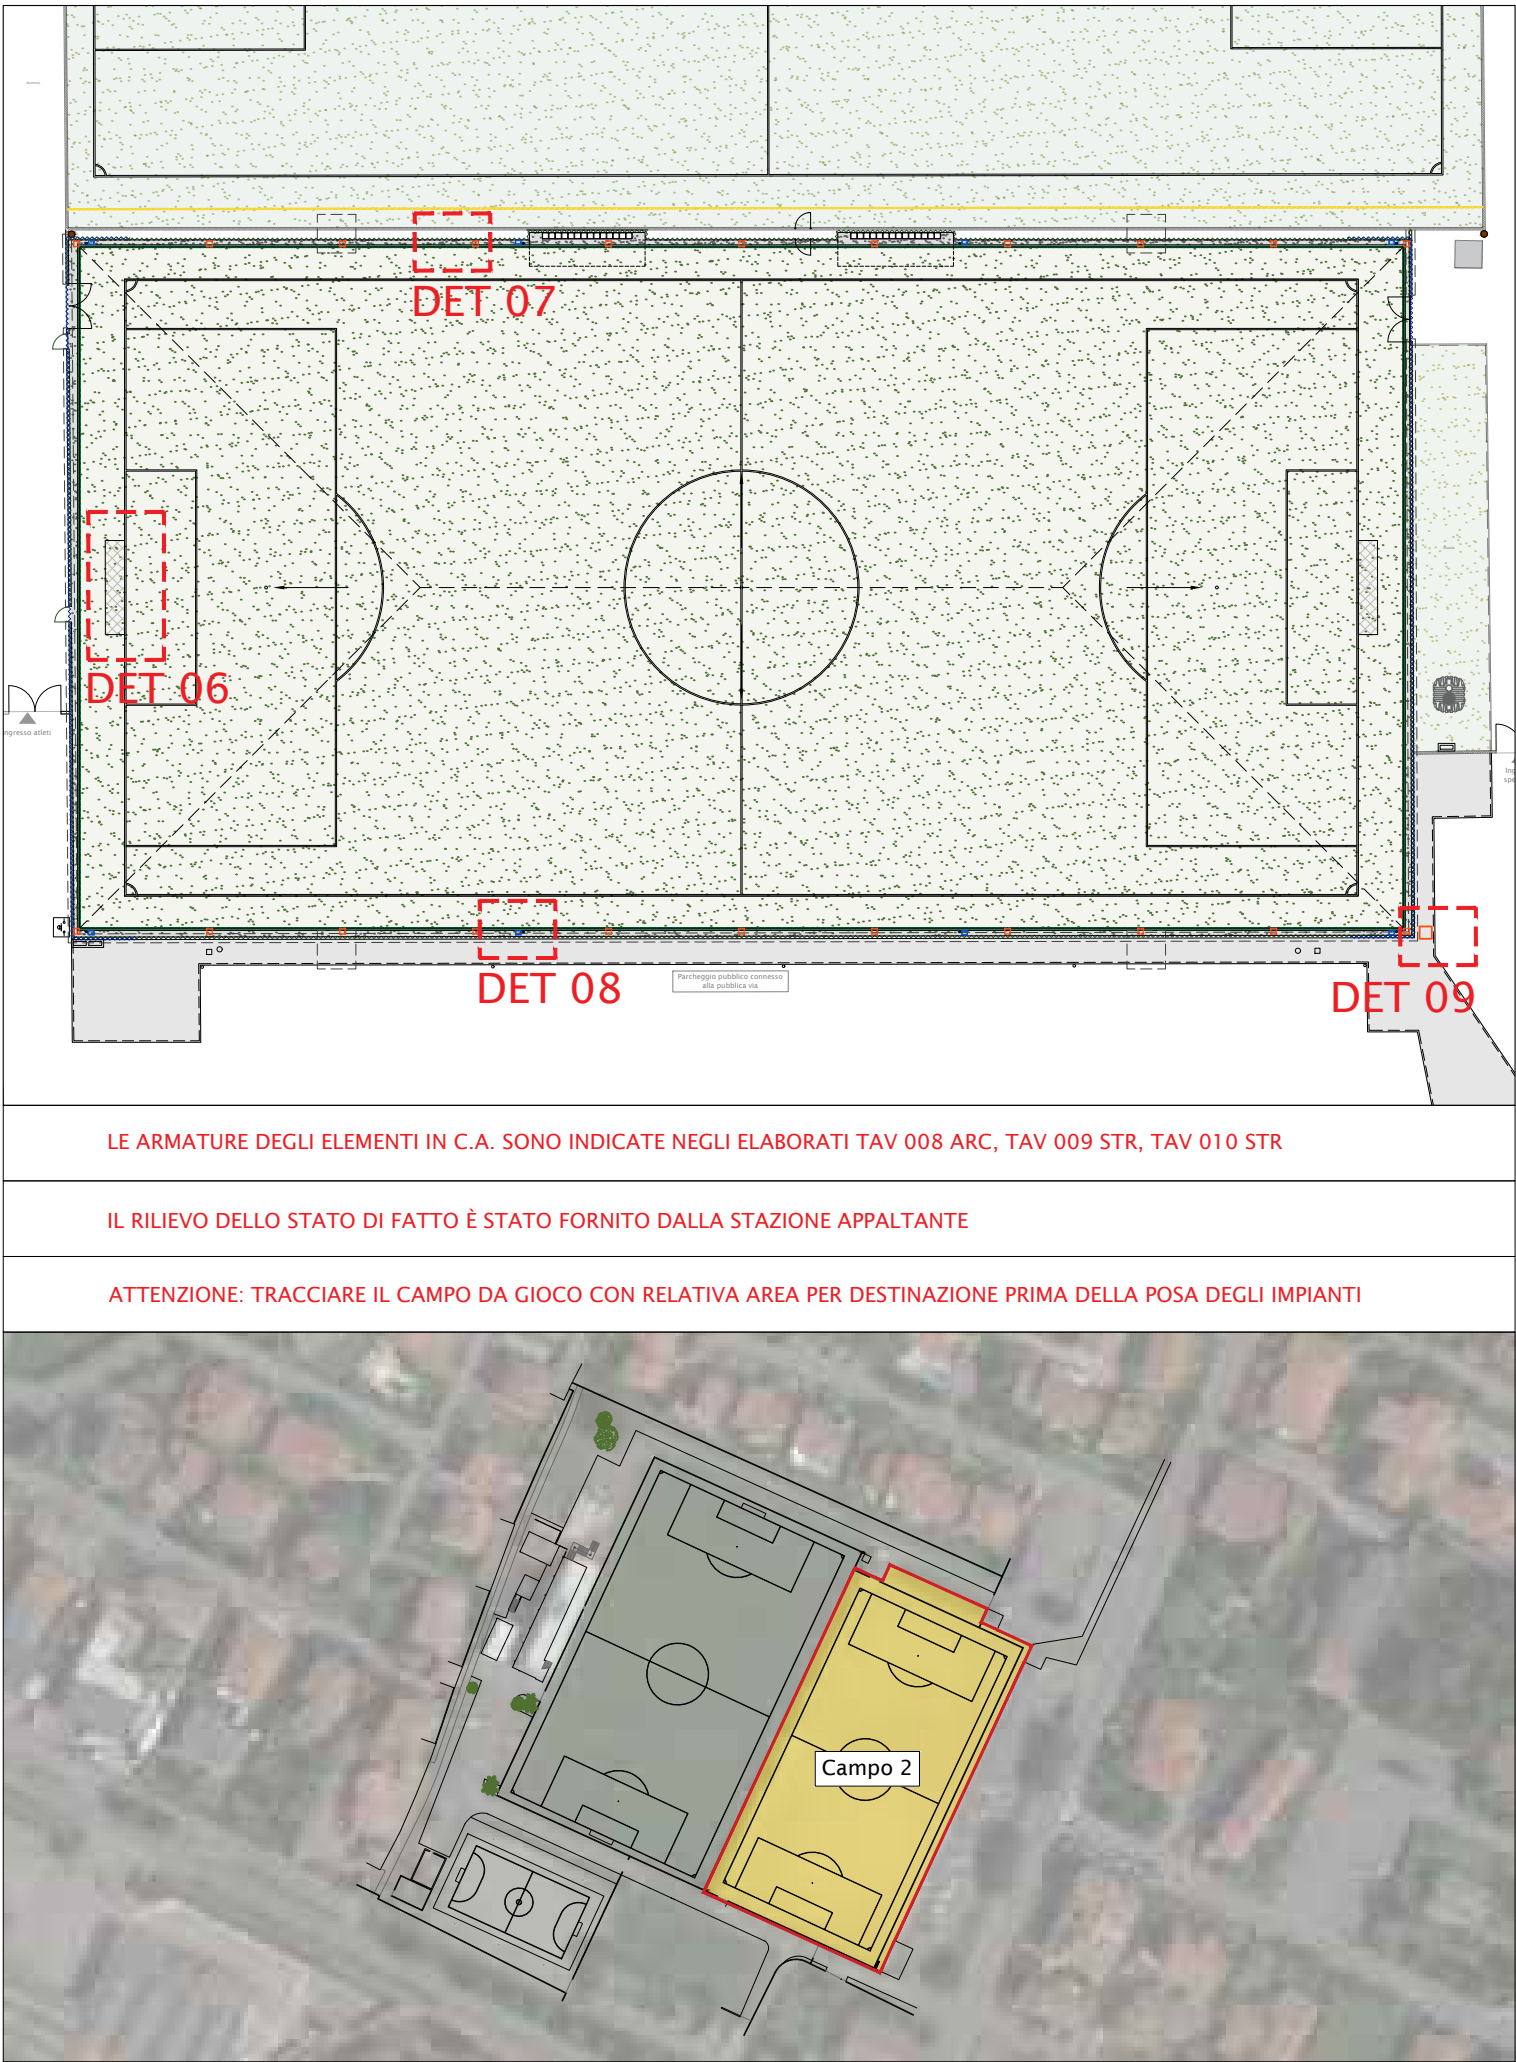 DET 07
DET 06
ngresso atleti
Parcheggio pubblico connesso
alla pubblica via
DET 08
DET 09
LE ARMATURE DEGLI ELEMENTI IN C.A. SONO INDICATE NEGLI ELABORATI TAV 008 ARC, TAV 009 STR, TAV 010 STR
IL RILIEVO DELLO STATO DI FATTO È STATO FORNITO DALLA STAZIONE APPALTANTE
ATTENZIONE: TRACCIARE IL CAMPO DA GIOCO CON RELATIVA AREA PER DESTINAZIONE PRIMA DELLA POSA DEGLI IMPIANTI
Campo 2